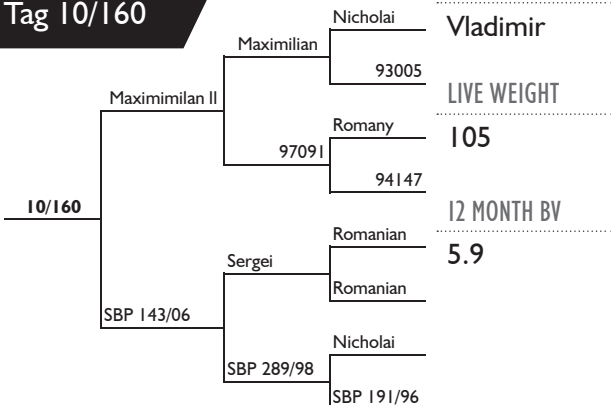 Tag 10/160
Nicholai
Maximilian
93005
Maximimilan II
Romany
97091
94147
10/160
Romanian
Sergei
Romanian
SBP 143/06
Nicholai
SBP 289/98
SBP 191/96
Vladimir
LIVE WEIGHT
105
12 MONTH BV
5.9